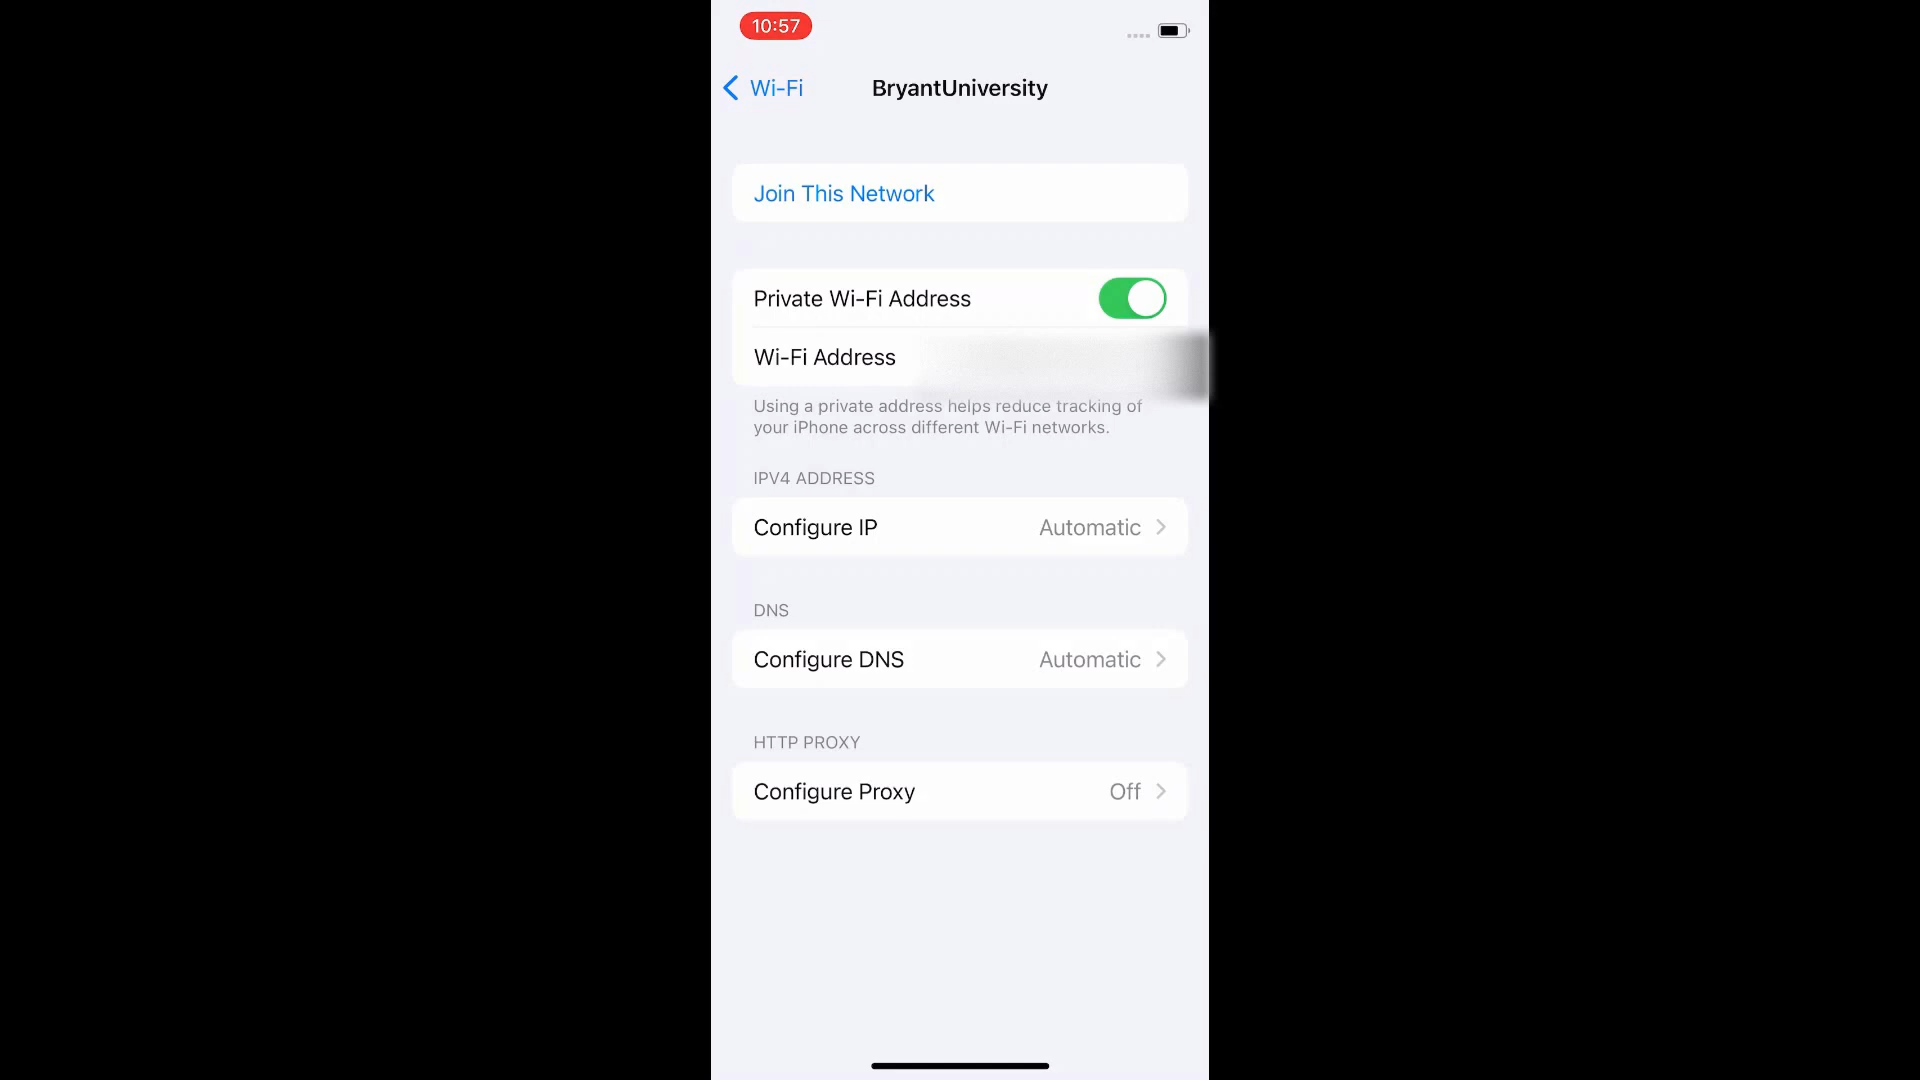 10:57
Wi-Fi
BryantUniversity
Join This Network
Private Wi-Fi Address
Wi-Fi Address
Using a private address helps reduce tracking of
your iPhone across different Wi-Fi networks.
IPV4 ADDRESS
Configure IP Automatic
DNS
Configure DNS Automatic
HTTP PROXY
Configure Proxy Off